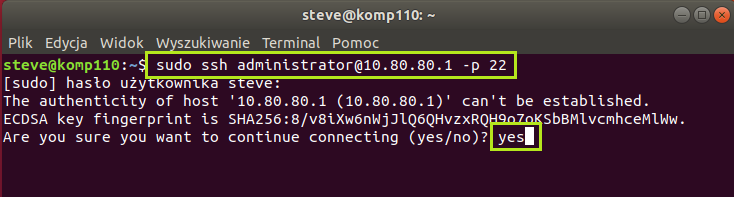 steve@komp110: ~
Plik Edycja Widok Wyszukiwanie Terminal Pomoc
steve@komp110:~$ sudo ssh administrator@10.80.80.1 -p 22
[sudo] hasło użytkownika steve:
The authenticity of host '10.80.80.1 (10.80.80.1)' can't be established.
ECDSA key fingerprint is SHA256:8/v8iXw6nWjJlQ6QHvzxRQH9o7oKSbBMlvcmhceMlWw.
Are you sure you want to continue connecting (yes/no)? yes